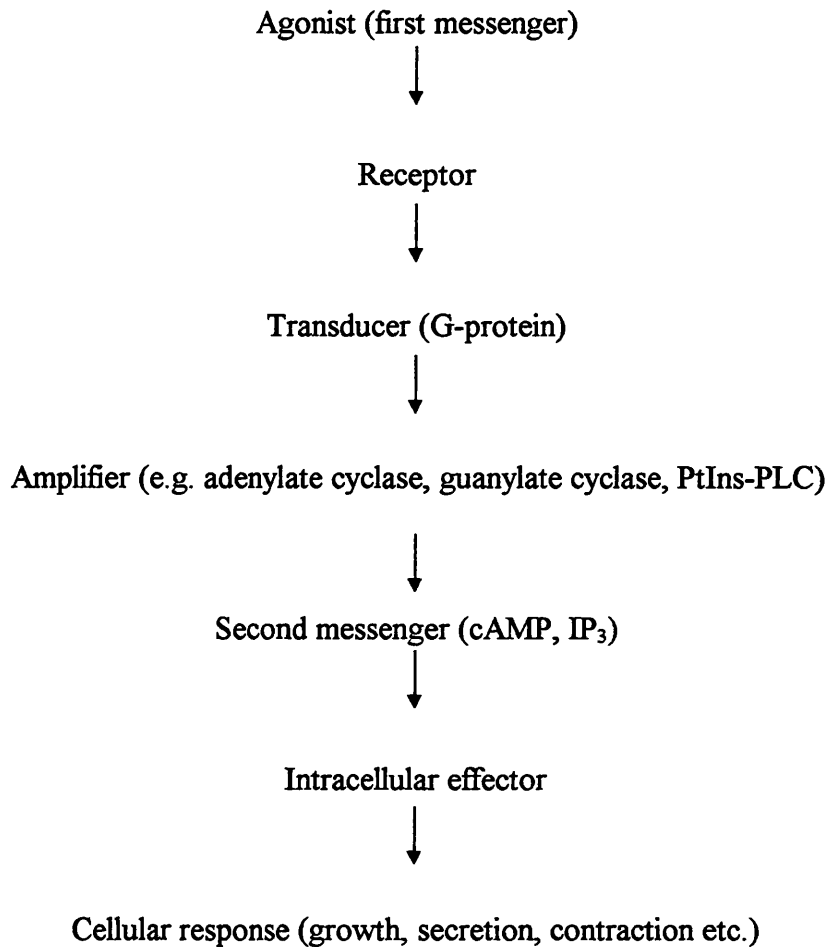 Agonist (first messenger)
Receptor
Transducer (G-protein)
Amplifier (e.g. adenylate cyclase, guanylate cyclase, PtIns-PLC)
Second messenger (cAMP, IP₃)
Intracellular effector
Cellular response (growth, secretion, contraction etc.)